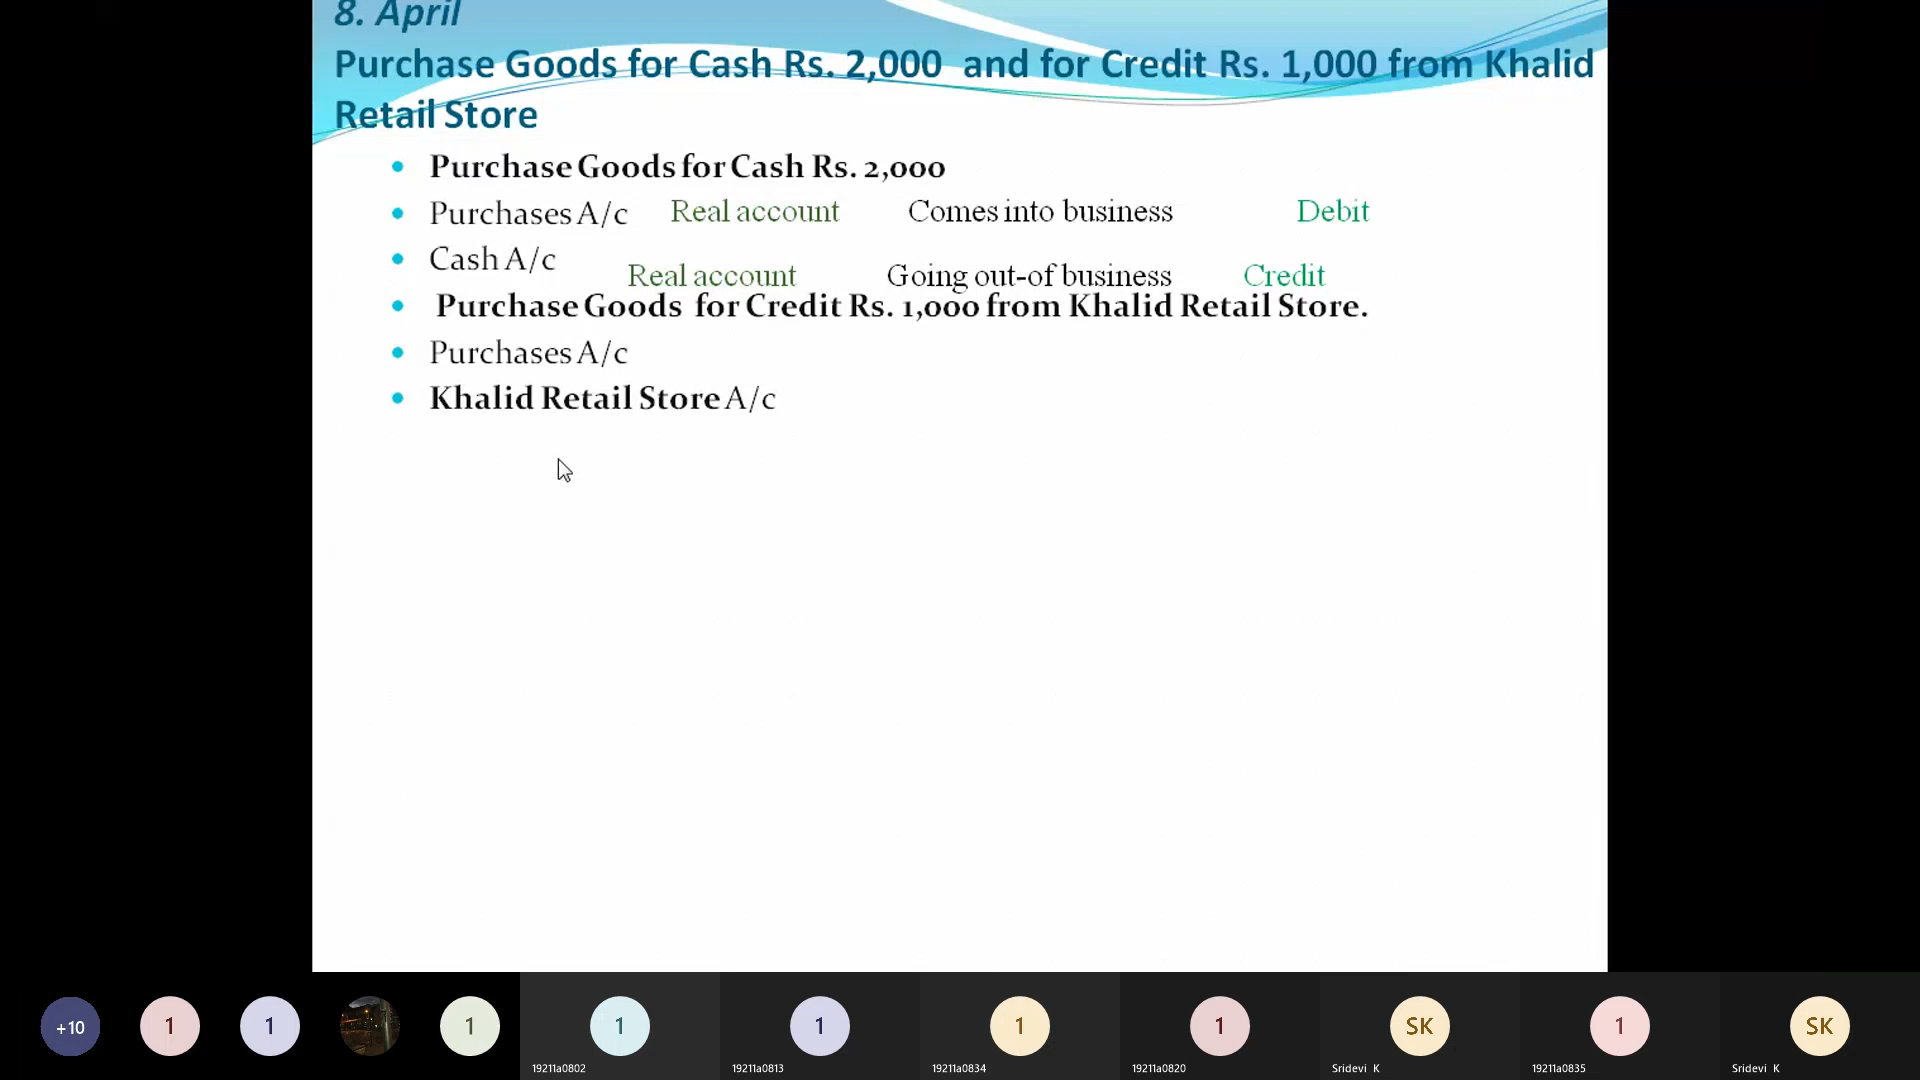 8. April
Purchase Goods for Cash Rs. 2,000 and for Credit Rs. 1,000 from Khalid
Retail Store
• Purchase Goods for Cash Rs. 2,000
• Purchases A/c Real account Comes into business Debit
• Cash A/c Real account Going out-of business Credit
• Purchase Goods for Credit Rs. 1,000 from Khalid Retail Store.
• Purchases A/c
• Khalid Retail Store A/c
+10 1 1 1 1 1 1 1 SK 1 SK
19211a0802 19211a0813 19211a0834 19211a0820 Sridevi K 19211a0835 Sridevi K